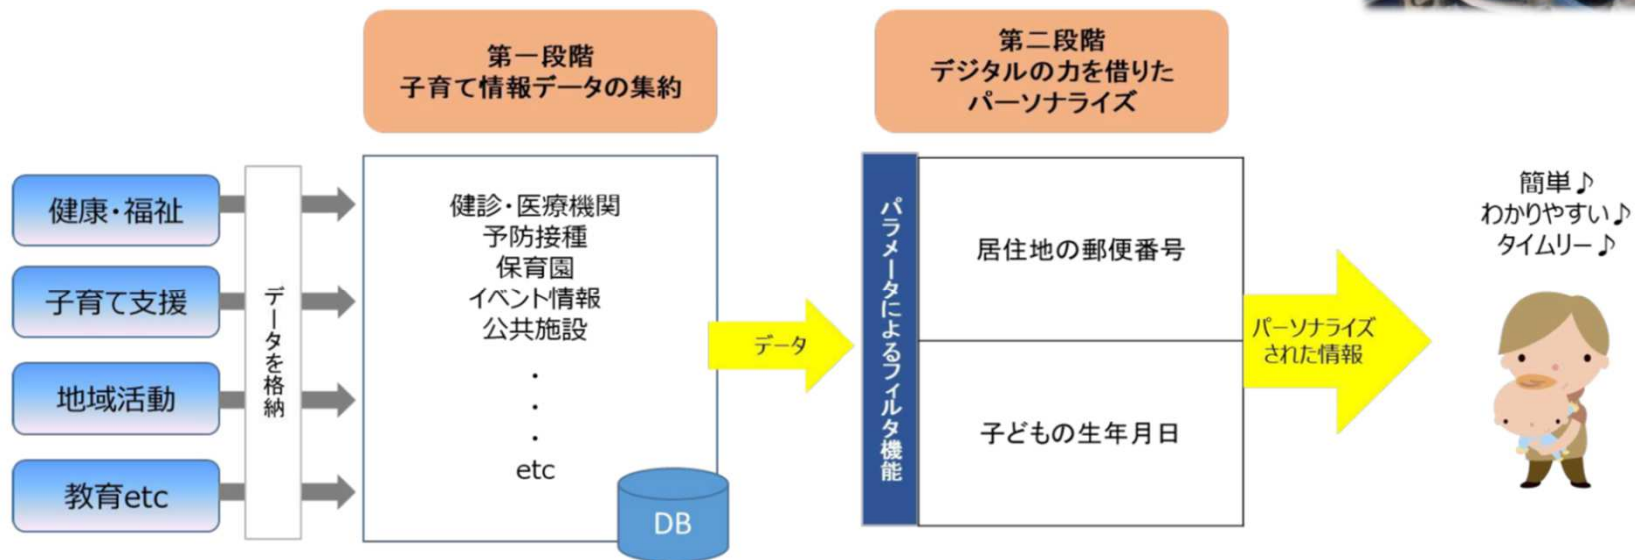 第一段階
子育て情報データの集約
第二段階
デジタルの力を借りた
パーソナライズ
健康・福祉
子育て支援
地域活動
教育etc
データを格納
健診・医療機関
予防接種
保育園
イベント情報
公共施設
・
・
・
etc
DB
データ
パラメータによるフィルタ機能
居住地の郵便番号
子どもの生年月日
パーソナライズ
された情報
簡単♪
わかりやすい♪
タイムリー♪